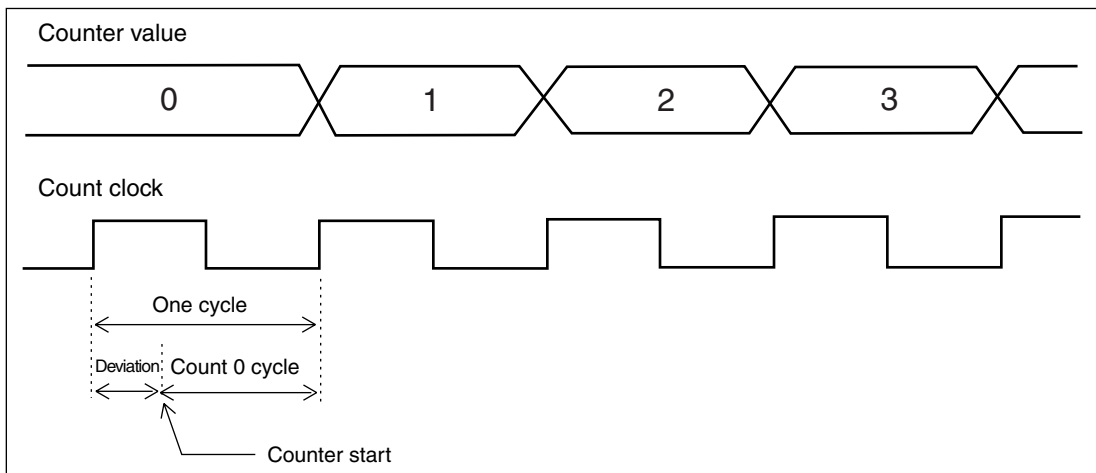 Counter value
0 1 2 3
Count clock
One cycle
Deviation Count 0 cycle
Counter start